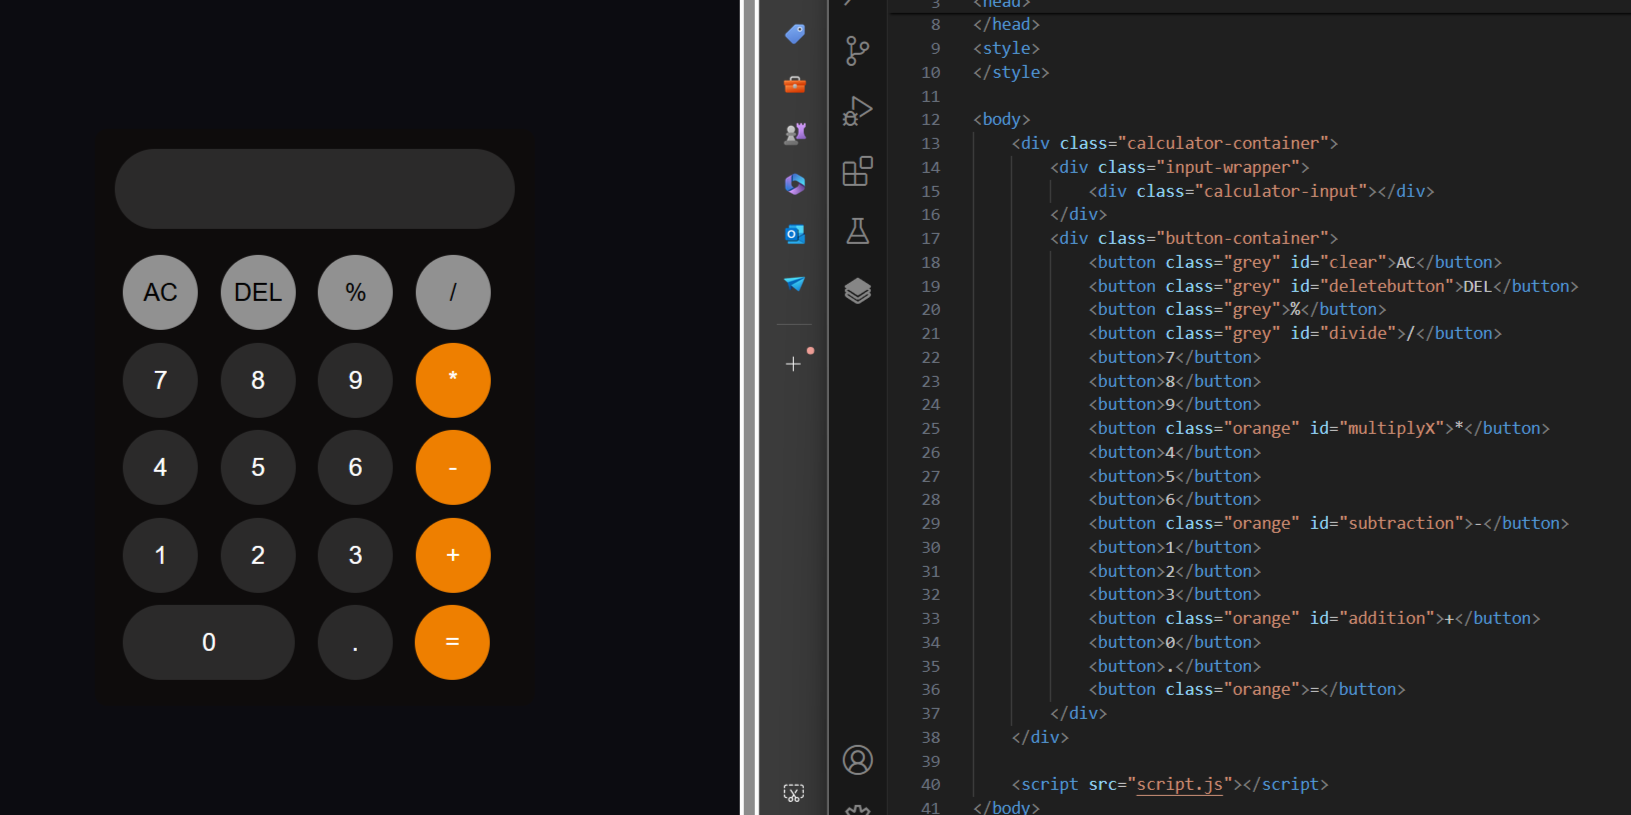 AC DEL % /
7 8 9 *
4 5 6 -
1 2 3 +
0 . =
3 <head>
8 </head>
9 <style>
10 </style>
11
12 <body>
13 <div class="calculator-container">
14 <div class="input-wrapper">
15 <div class="calculator-input"></div>
16 </div>
17 <div class="button-container">
18 <button class="grey" id="clear">AC</button>
19 <button class="grey" id="deletebutton">DEL</button>
20 <button class="grey">%</button>
21 <button class="grey" id="divide">/</button>
22 <button>7</button>
23 <button>8</button>
24 <button>9</button>
25 <button class="orange" id="multiplyX">*</button>
26 <button>4</button>
27 <button>5</button>
28 <button>6</button>
29 <button class="orange" id="subtraction">-</button>
30 <button>1</button>
31 <button>2</button>
32 <button>3</button>
33 <button class="orange" id="addition">+</button>
34 <button>0</button>
35 <button>.</button>
36 <button class="orange">=</button>
37 </div>
38 </div>
39
40 <script src="script.js"></script>
41 </body>